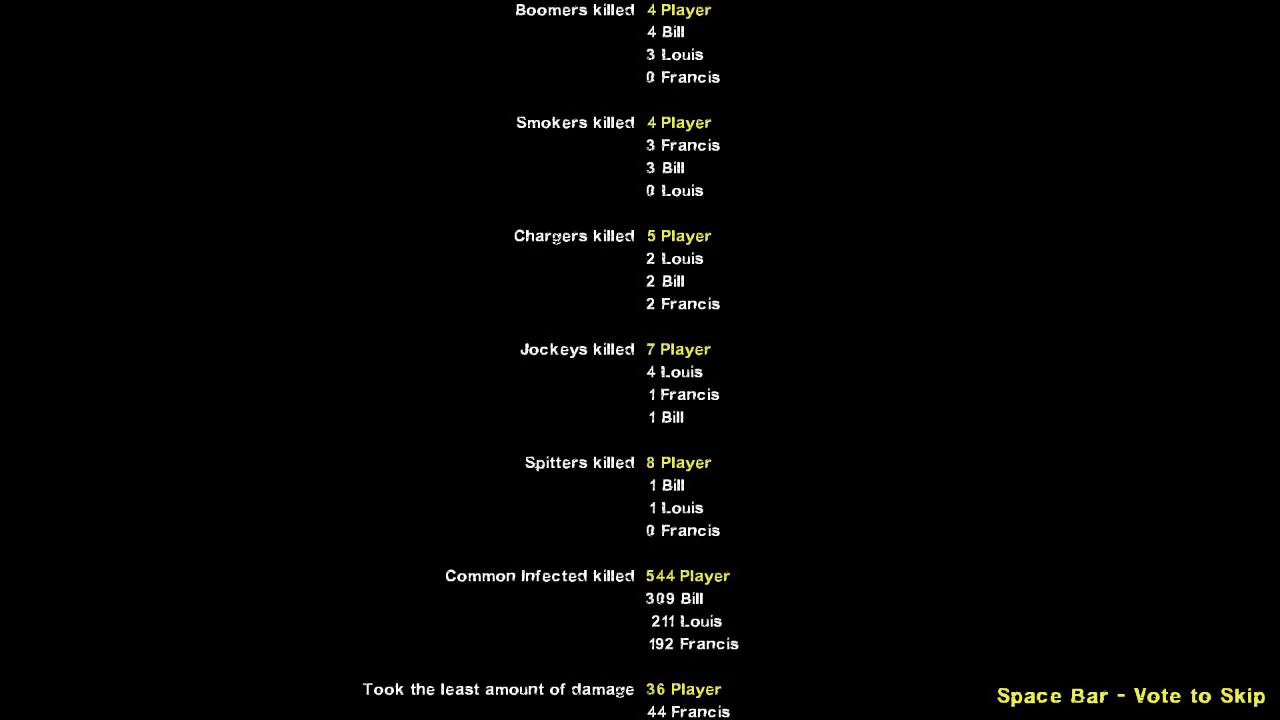 Boomers killed 4 Player
4 Bill
3 Louis
0 Francis
Smokers killed 4 Player
3 Francis
3 Bill
0 Louis
Chargers killed 5 Player
2 Louis
2 Bill
2 Francis
Jockeys killed 7 Player
4 Louis
1 Francis
1 Bill
Spitters killed 8 Player
1 Bill
1 Louis
0 Francis
Common Infected killed 544 Player
309 Bill
211 Louis
192 Francis
Took the least amount of damage 36 Player
44 Francis
Space Bar - Vote to Skip